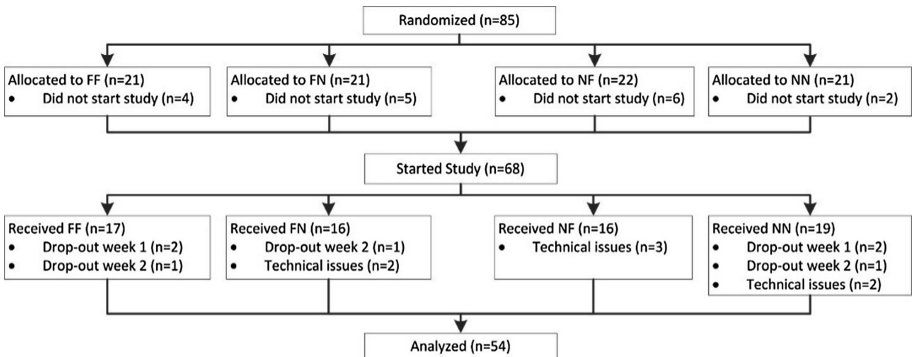 Randomized (n=85)
Allocated to FF (n=21)
• Did not start study (n=4)
Allocated to FN (n=21)
• Did not start study (n=5)
Allocated to NF (n=22)
• Did not start study (n=6)
Allocated to NN (n=21)
• Did not start study (n=2)
Started Study (n=68)
Received FF (n=17)
• Drop-out week 1 (n=2)
• Drop-out week 2 (n=1)
Received FN (n=16)
• Drop-out week 2 (n=1)
• Technical issues (n=2)
Received NF (n=16)
• Technical issues (n=3)
Received NN (n=19)
• Drop-out week 1 (n=2)
• Drop-out week 2 (n=1)
• Technical issues (n=2)
Analyzed (n=54)